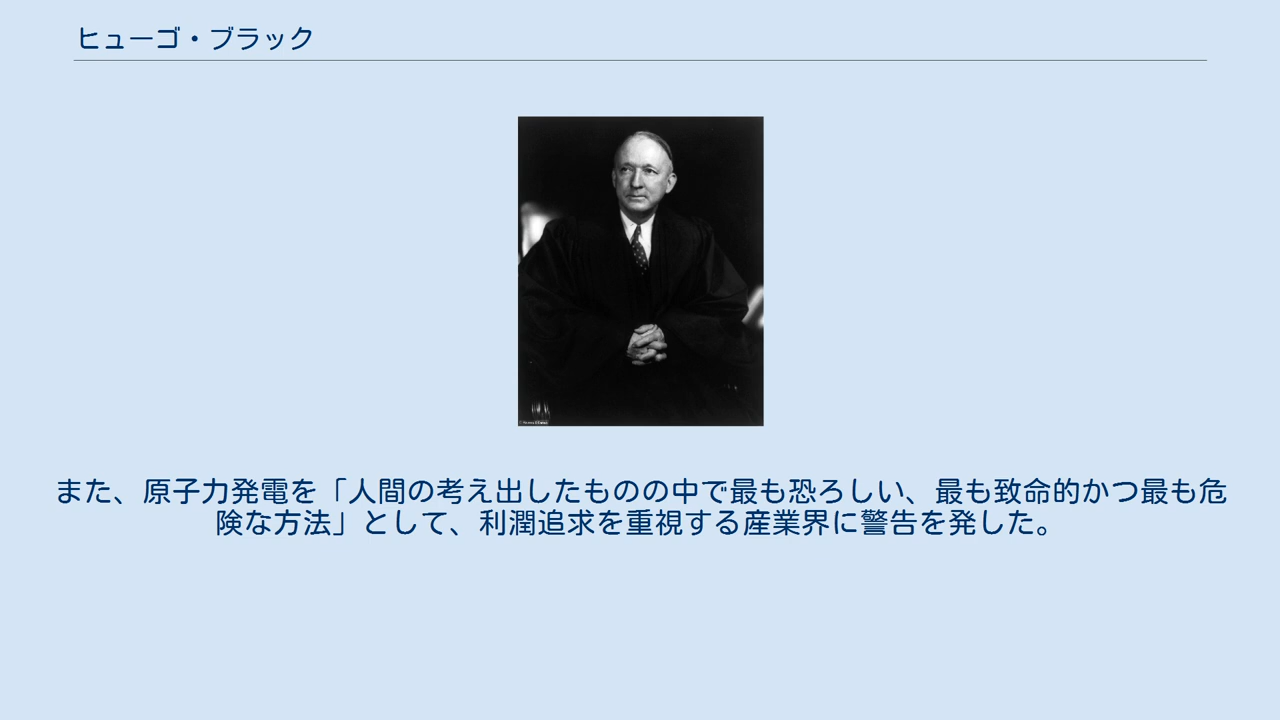 ヒューゴ・ブラック
また、原子力発電を「人間の考え出したものの中で最も恐ろしい、最も致命的かつ最も危
険な方法」として、利潤追求を重視する産業界に警告を発した。